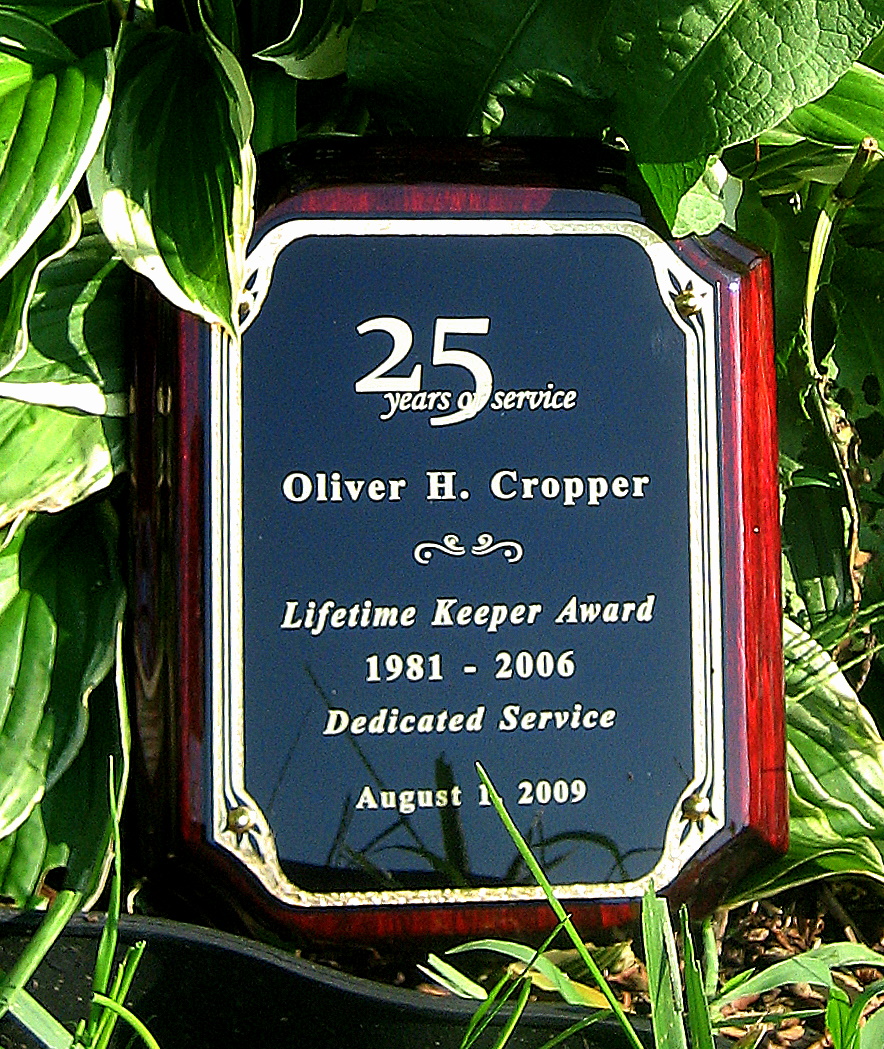 25
years of service
Oliver H. Cropper
Lifetime Keeper Award
1981 - 2006
Dedicated Service
August 1, 2009